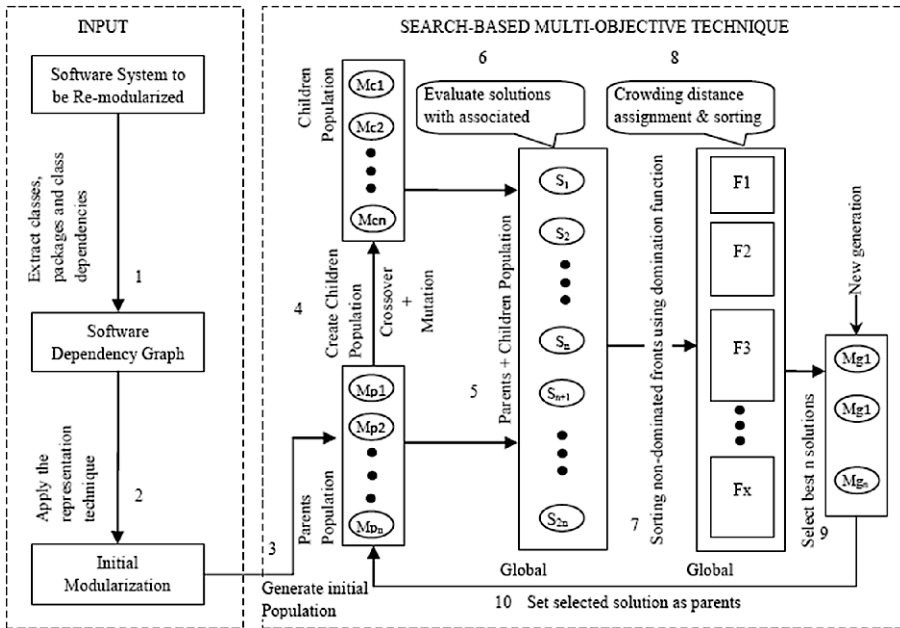 INPUT
Software System to
be Re-modularized
Extract classes,
packages and class
dependencies
1
Software
Dependency Graph
Apply the
representation
technique
2
Initial
Modularization
SEARCH-BASED MULTI-OBJECTIVE TECHNIQUE
3
Generate initial
Population
Parents
Population
Mp1
Mp2
Mpn
4
Create Children
Population
Crossover
+
Mutation
Children
Population
Mc1
Mc2
Mcn
5
Parents + Children Population
6
Evaluate solutions
with associated
S1
S2
Sn
Sn+1
S2n
Global
7
Sorting non-dominated fronts using domination function
8
Crowding distance
assignment & sorting
F1
F2
F3
Fx
Global
Select best n solutions
9
New generation
Mg1
Mg1
Mgn
10 Set selected solution as parents